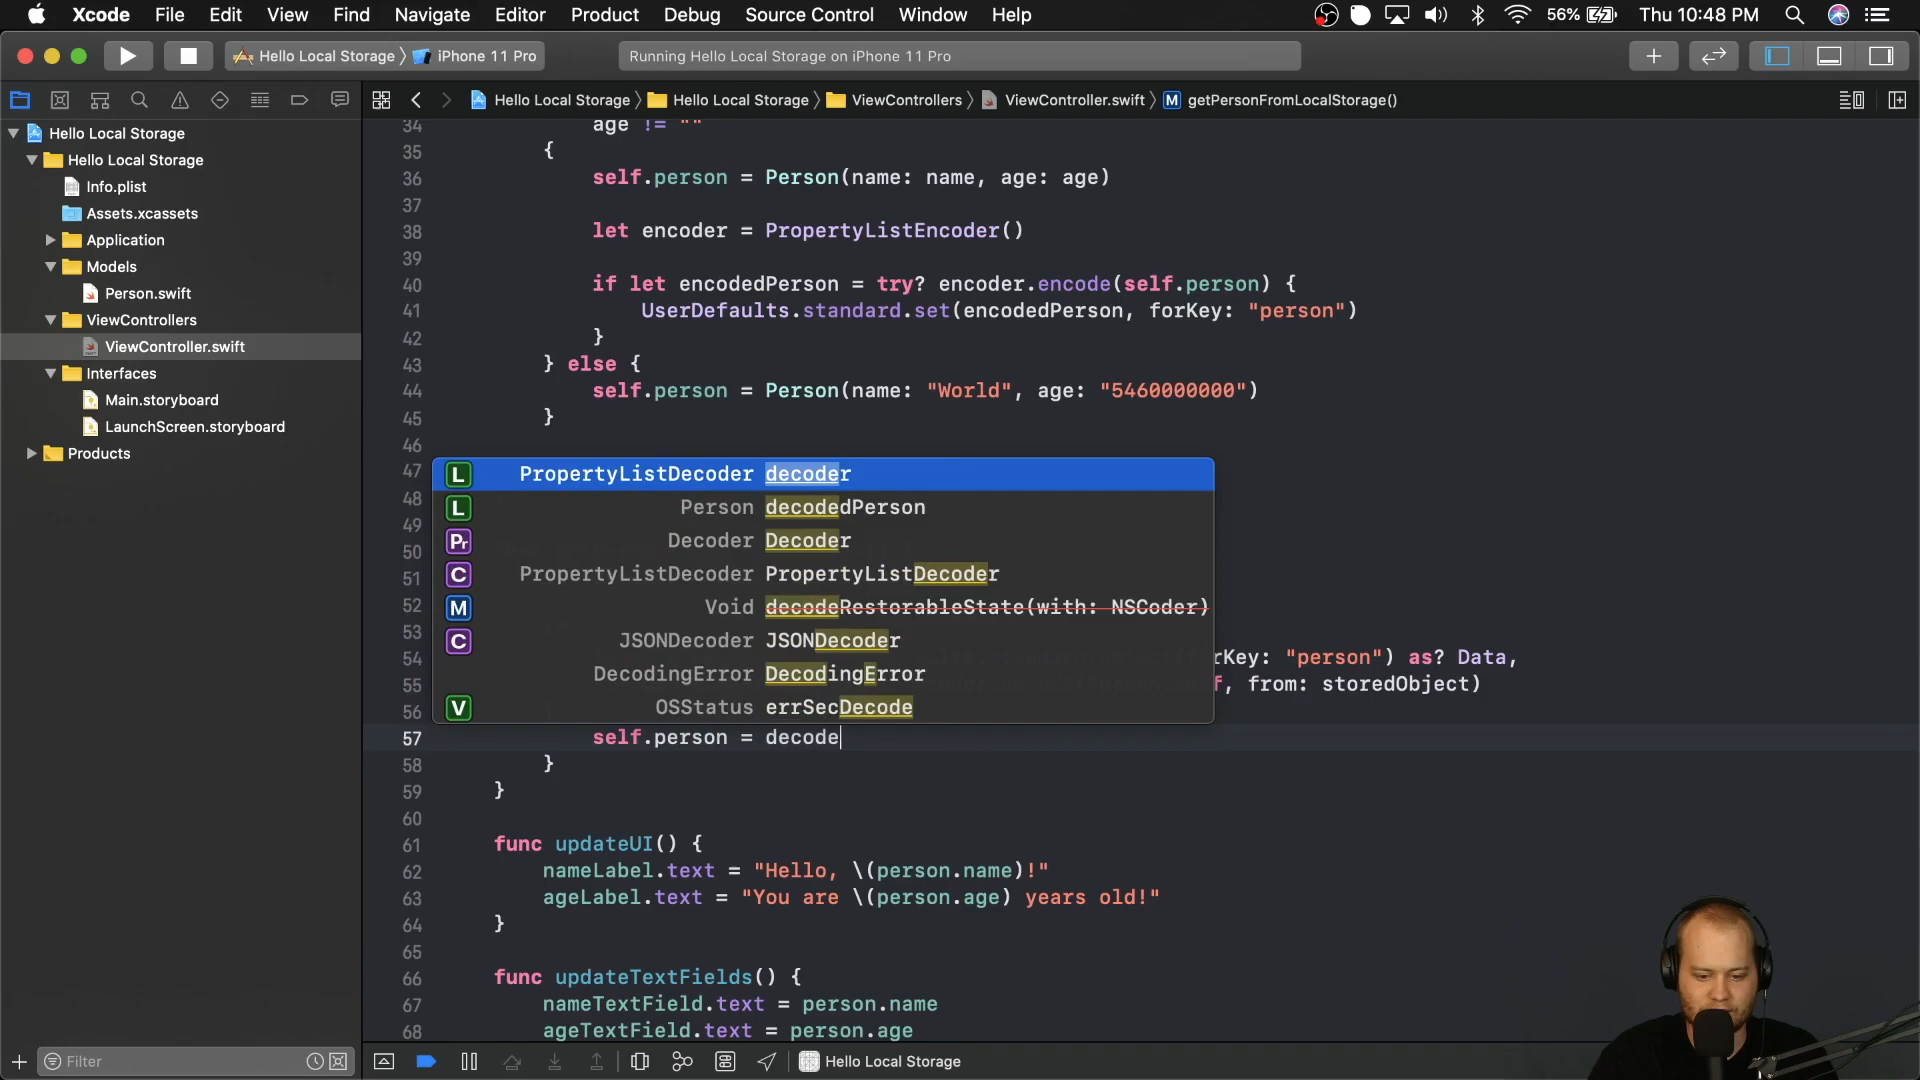 Xcode File Edit View Find Navigate Editor Product Debug Source Control Window Help 56% Thu 10:48 PM
Hello Local Storage iPhone 11 Pro
Running Hello Local Storage on iPhone 11 Pro
Hello Local Storage Hello Local Storage ViewControllers ViewController.swift M getPersonFromLocalStorage()
Hello Local Storage
Hello Local Storage
Info.plist
Assets.xcassets
Application
Models
Person.swift
ViewControllers
ViewController.swift
Interfaces
Main.storyboard
LaunchScreen.storyboard
Products
34 age != ""
35 {
36 self.person = Person(name: name, age: age)
37
38 let encoder = PropertyListEncoder()
39
40 if let encodedPerson = try? encoder.encode(self.person) {
41 UserDefaults.standard.set(encodedPerson, forKey: "person")
42 }
43 } else {
44 self.person = Person(name: "World", age: "5460000000")
45 }
46
47
48
49
50
51
52
53
54 rKey: "person") as? Data,
55 f, from: storedObject)
56
L PropertyListDecoder decoder
L Person decodedPerson
Pr Decoder Decoder
C PropertyListDecoder PropertyListDecoder
M Void decodeRestorableState(with: NSCoder)
C JSONDecoder JSONDecoder
DecodingError DecodingError
V OSStatus errSecDecode
57 self.person = decode
58 }
59 }
60
61 func updateUI() {
62 nameLabel.text = "Hello, \(person.name)!"
63 ageLabel.text = "You are \(person.age) years old!"
64 }
65
66 func updateTextFields() {
67 nameTextField.text = person.name
68 ageTextField.text = person.age
Filter
Hello Local Storage